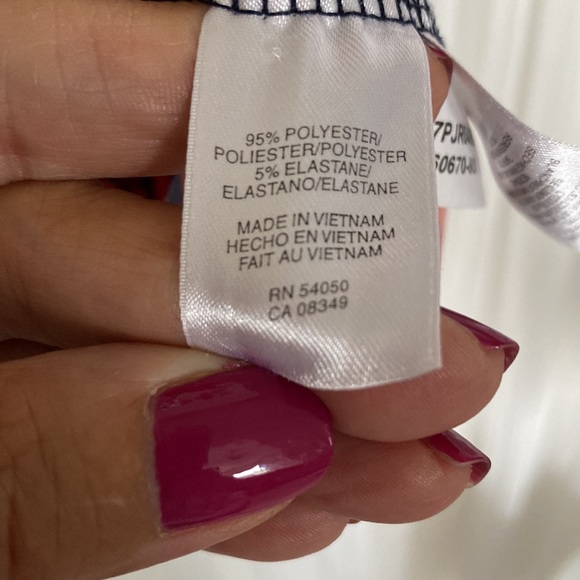 95% POLYESTER/
POLIESTER/POLYESTER
5% ELASTANE/
ELASTANO/ELASTANE
MADE IN VIETNAM
HECHO EN VIETNAM
FAIT AU VIETNAM
RN 54050
CA 08349